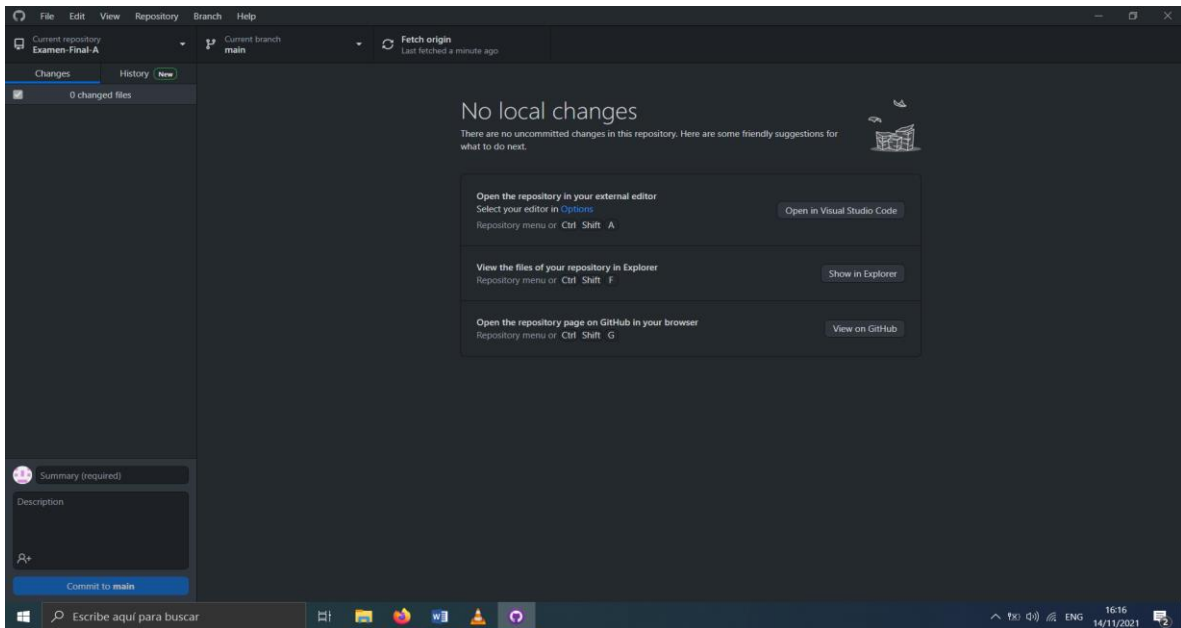 File Edit View Repository Branch Help
Current repository
Examen-Final-A
Current branch
main
Fetch origin
Last fetched a minute ago
Changes
History New
0 changed files
No local changes
There are no uncommitted changes in this repository. Here are some friendly suggestions for
what to do next.
Open the repository in your external editor
Select your editor in Options
Repository menu or Ctrl Shift A
Open in Visual Studio Code
View the files of your repository in Explorer
Repository menu or Ctrl Shift F
Show in Explorer
Open the repository page on GitHub in your browser
Repository menu or Ctrl Shift G
View on GitHub
Summary (required)
Description
Commit to main
Escribe aquí para buscar
W
ENG
16:16
14/11/2021
2